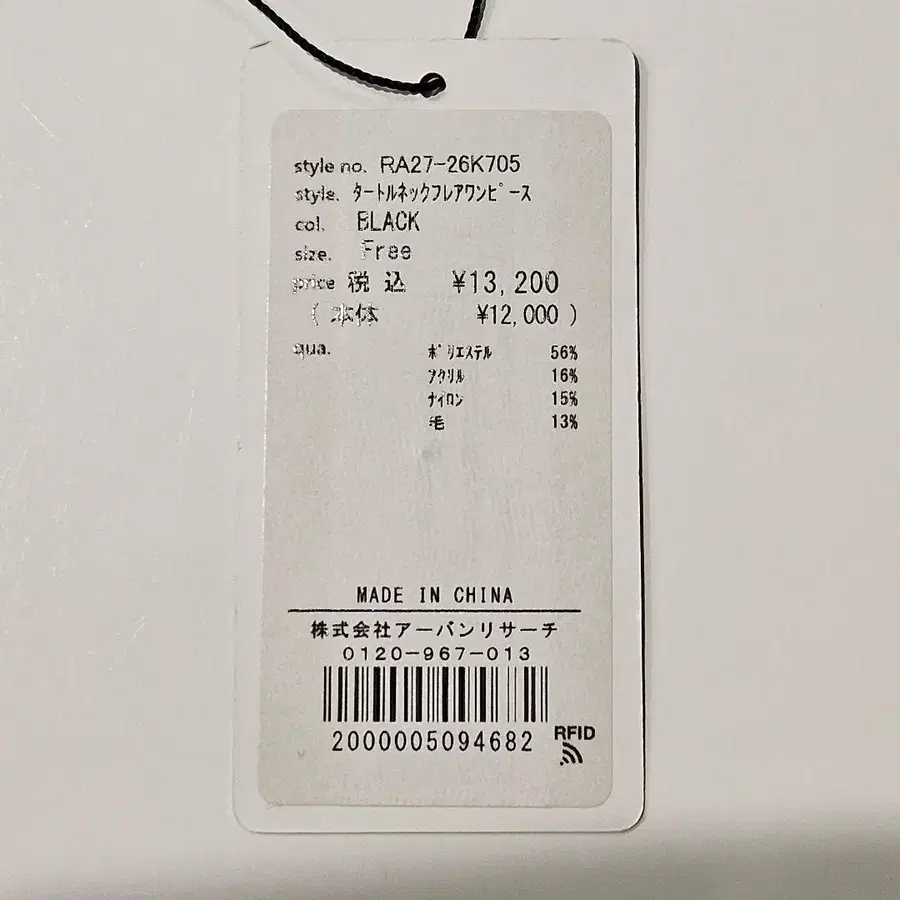 style no. RA27-26K705
style. ﾀｰﾄﾙﾈｯｸﾌﾚｱﾜﾝﾋﾟｰｽ
col. BLACK
size. Free
price 税 込 ¥13,200
( 本体 ¥12,000 )
qua. ﾎﾟﾘｴｽﾃﾙ 56%
ｱｸﾘﾙ 16%
ﾅｲﾛﾝ 15%
毛 13%
MADE IN CHINA
株式会社アーバンリサーチ
0120-967-013
2000005094682
RFID